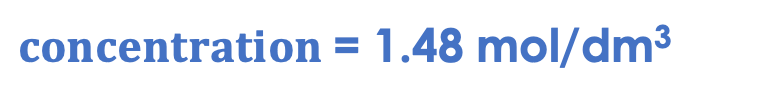 concentration = 1.48 mol/dm³